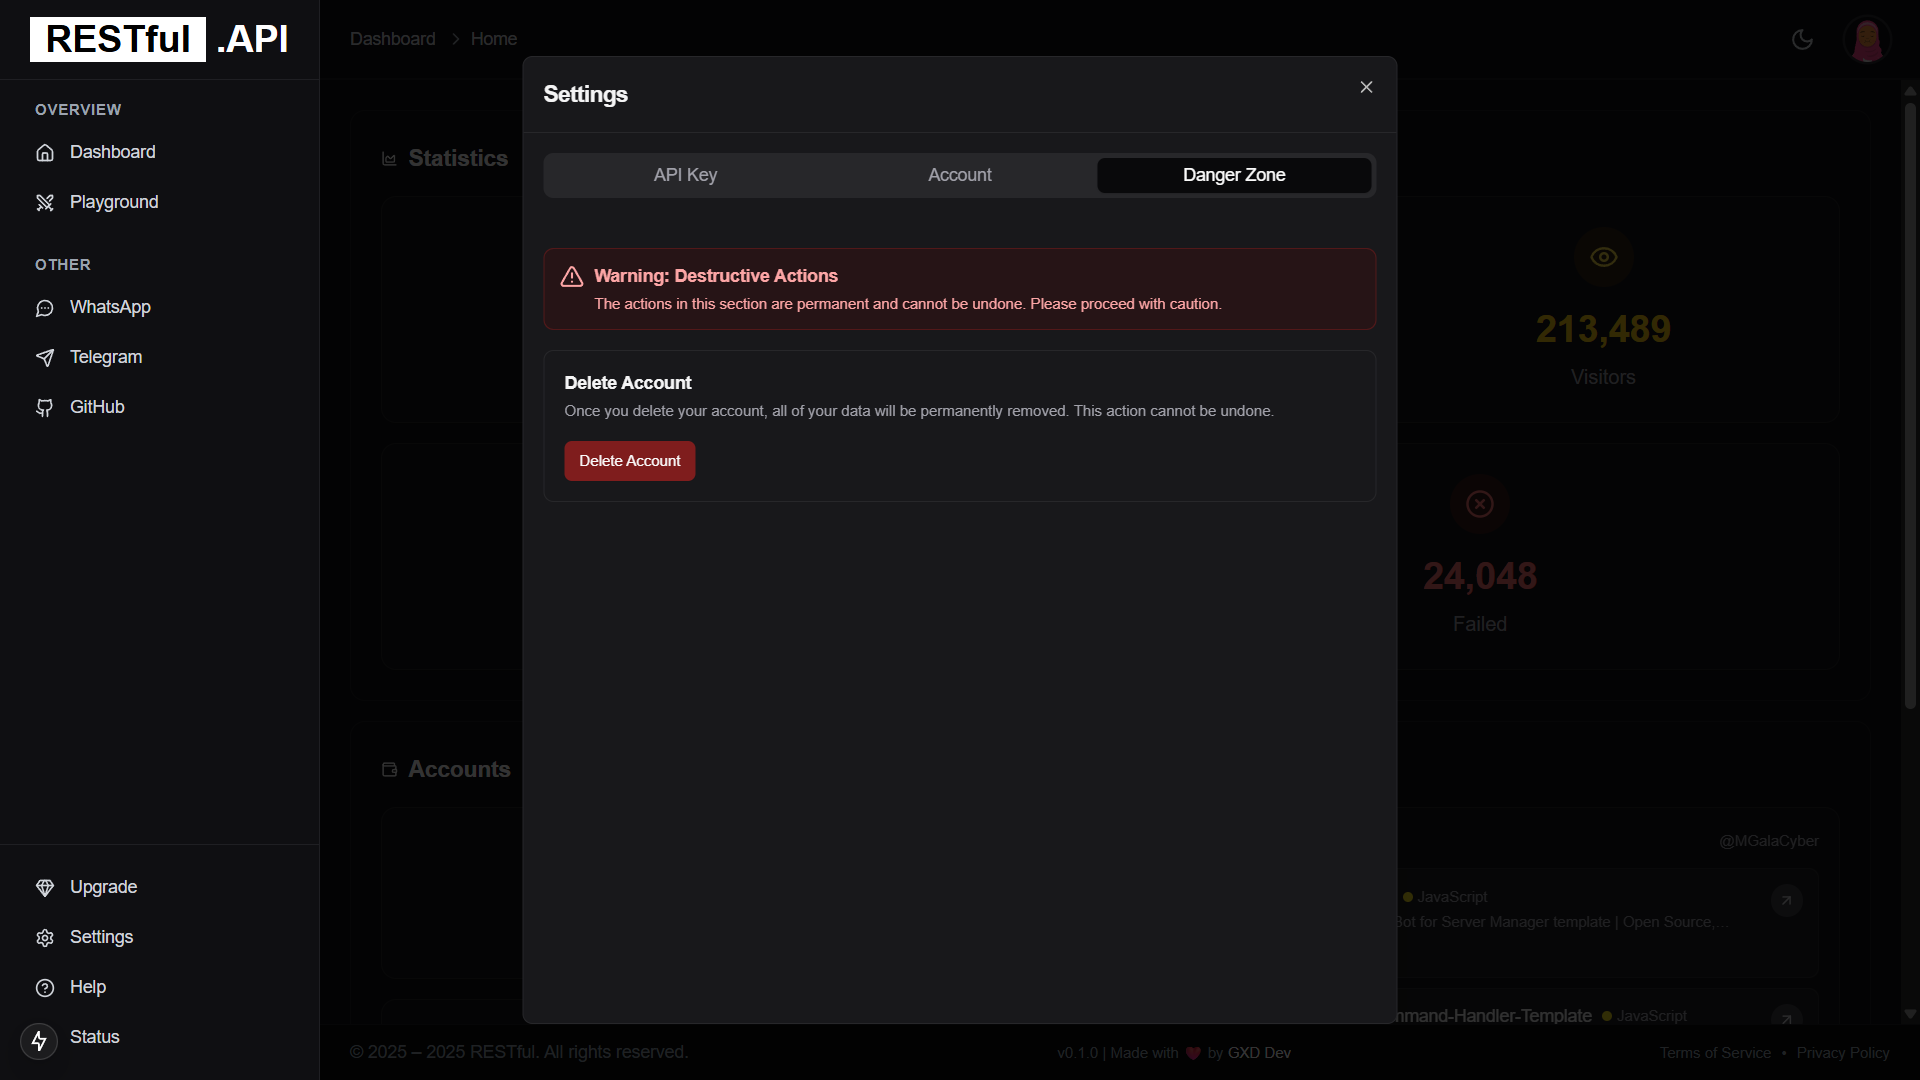 RESTful .API
OVERVIEW
Dashboard
Playground
OTHER
WhatsApp
Telegram
GitHub
Upgrade
Settings
Help
Status
Dashboard > Home
Statistics
213,489
Visitors
24,048
Failed
Accounts
@MGalaCyber
JavaScript
Bot for Server Manager template | Open Source,...
mmand-Handler-Template JavaScript
Settings
API Key Account Danger Zone
Warning: Destructive Actions
The actions in this section are permanent and cannot be undone. Please proceed with caution.
Delete Account
Once you delete your account, all of your data will be permanently removed. This action cannot be undone.
Delete Account
© 2025 – 2025 RESTful. All rights reserved.
v0.1.0 | Made with ❤️ by GXD Dev
Terms of Service • Privacy Policy